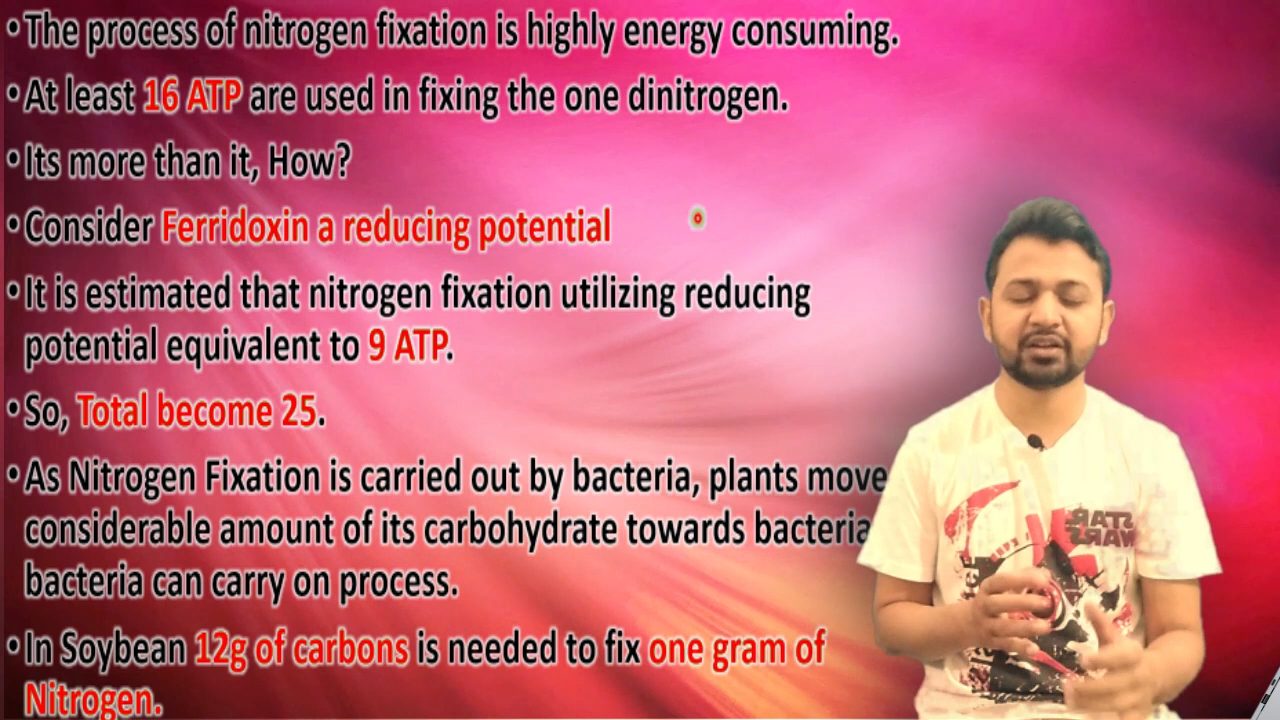 •The process of nitrogen fixation is highly energy consuming.
•At least 16 ATP are used in fixing the one dinitrogen.
•Its more than it, How?
•Consider Ferridoxin a reducing potential
•It is estimated that nitrogen fixation utilizing reducing
potential equivalent to 9 ATP.
•So, Total become 25.
•As Nitrogen Fixation is carried out by bacteria, plants move
considerable amount of its carbohydrate towards bacteria
bacteria can carry on process.
•In Soybean 12g of carbons is needed to fix one gram of
Nitrogen.
STAR
WARS